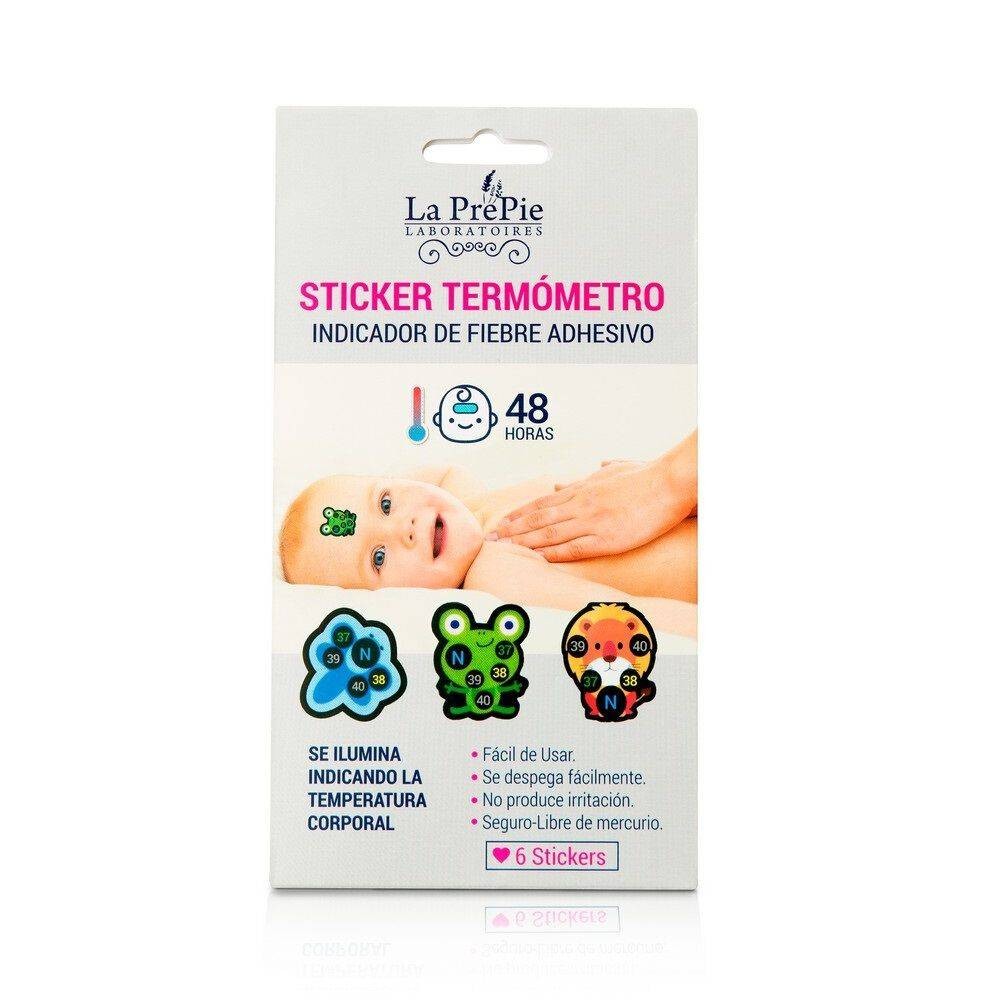 La PrePie
LABORATOIRES
STICKER TERMÓMETRO
INDICADOR DE FIEBRE ADHESIVO
48
HORAS
37
39
N
40
38
N
37
39
38
40
39
40
37
38
N
SE ILUMINA
INDICANDO LA
TEMPERATURA
CORPORAL
• Fácil de Usar.
• Se despega fácilmente.
• No produce irritación.
• Seguro-Libre de mercurio.
6 Stickers